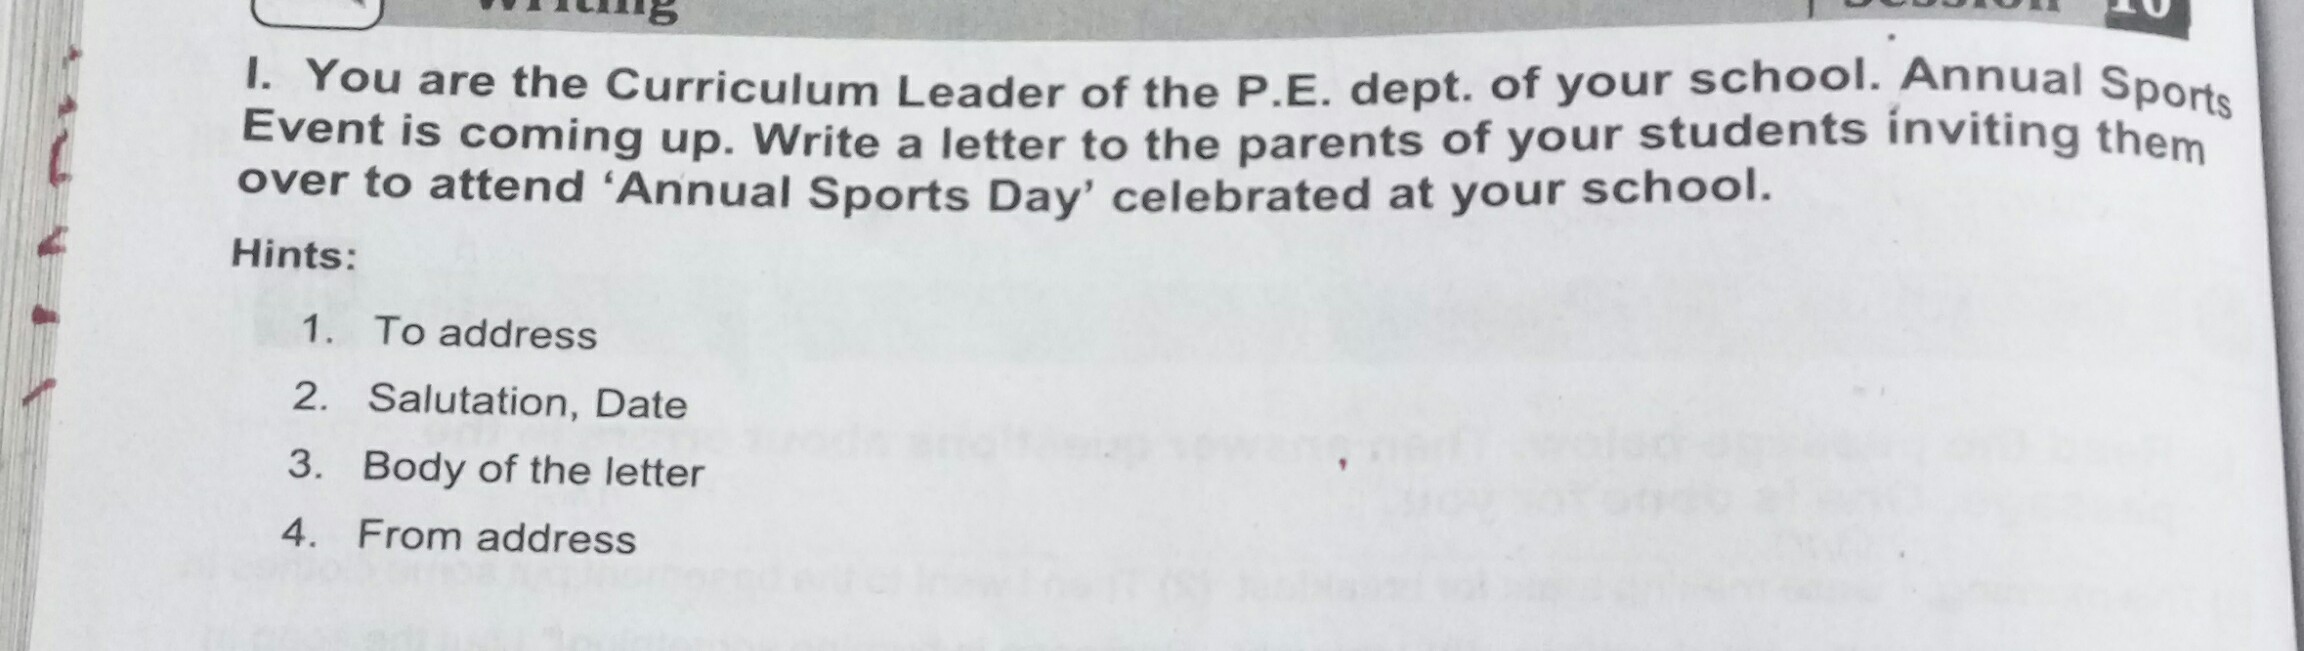 Writing
Session 10
I. You are the Curriculum Leader of the P.E. dept. of your school. Annual Sports
Event is coming up. Write a letter to the parents of your students inviting them
over to attend ‘Annual Sports Day’ celebrated at your school.
Hints:
1. To address
2. Salutation, Date
3. Body of the letter
4. From address